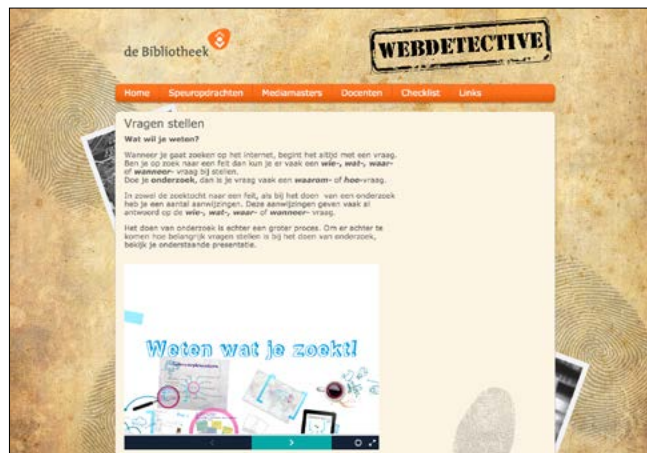 de Bibliotheek
WEBDETECTIVE
Home Speuropdrachten Mediamasters Docenten Checklist Links
Vragen stellen
Wat wil je weten?
Wanneer je gaat zoeken op het internet, begint het altijd met een vraag.
Ben je op zoek naar een feit dan kun je er vaak een wie-, wat-, waar-
of wanneer- vraag bij stellen.
Doe je onderzoek, dan is je vraag vaak een waarom- of hoe-vraag.
In zowel de zoektocht naar een feit, als bij het doen van een onderzoek
heb je een aantal aanwijzingen. Deze aanwijzingen geven vaak al
antwoord op de wie-, wat-, waar- of wanneer- vraag.
Het doen van onderzoek is echter een groter proces. Om er achter te
komen hoe belangrijk vragen stellen is bij het doen van onderzoek,
bekijk je onderstaande presentatie.
Weten wat je zoekt!